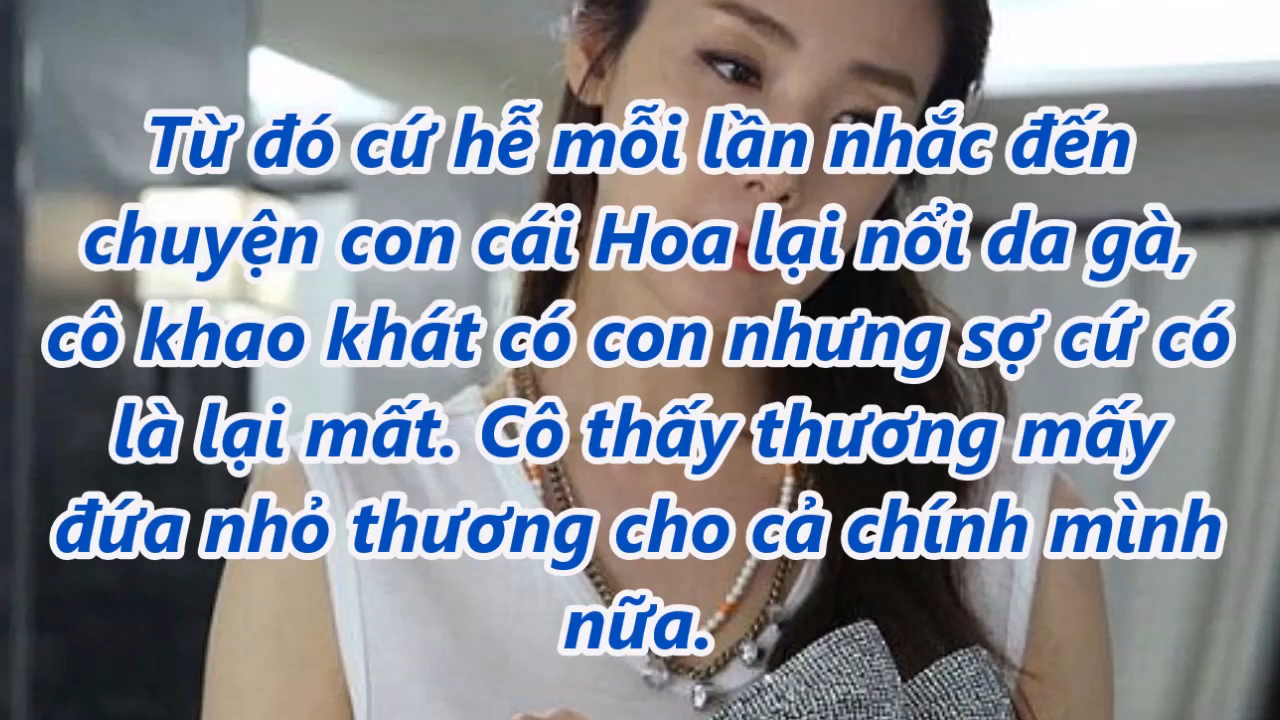 Từ đó cứ hễ mỗi lần nhắc đến
chuyện con cái Hoa lại nổi da gà,
cô khao khát có con nhưng sợ cứ có
là lại mất. Cô thấy thương mấy
đứa nhỏ thương cho cả chính mình
nữa.